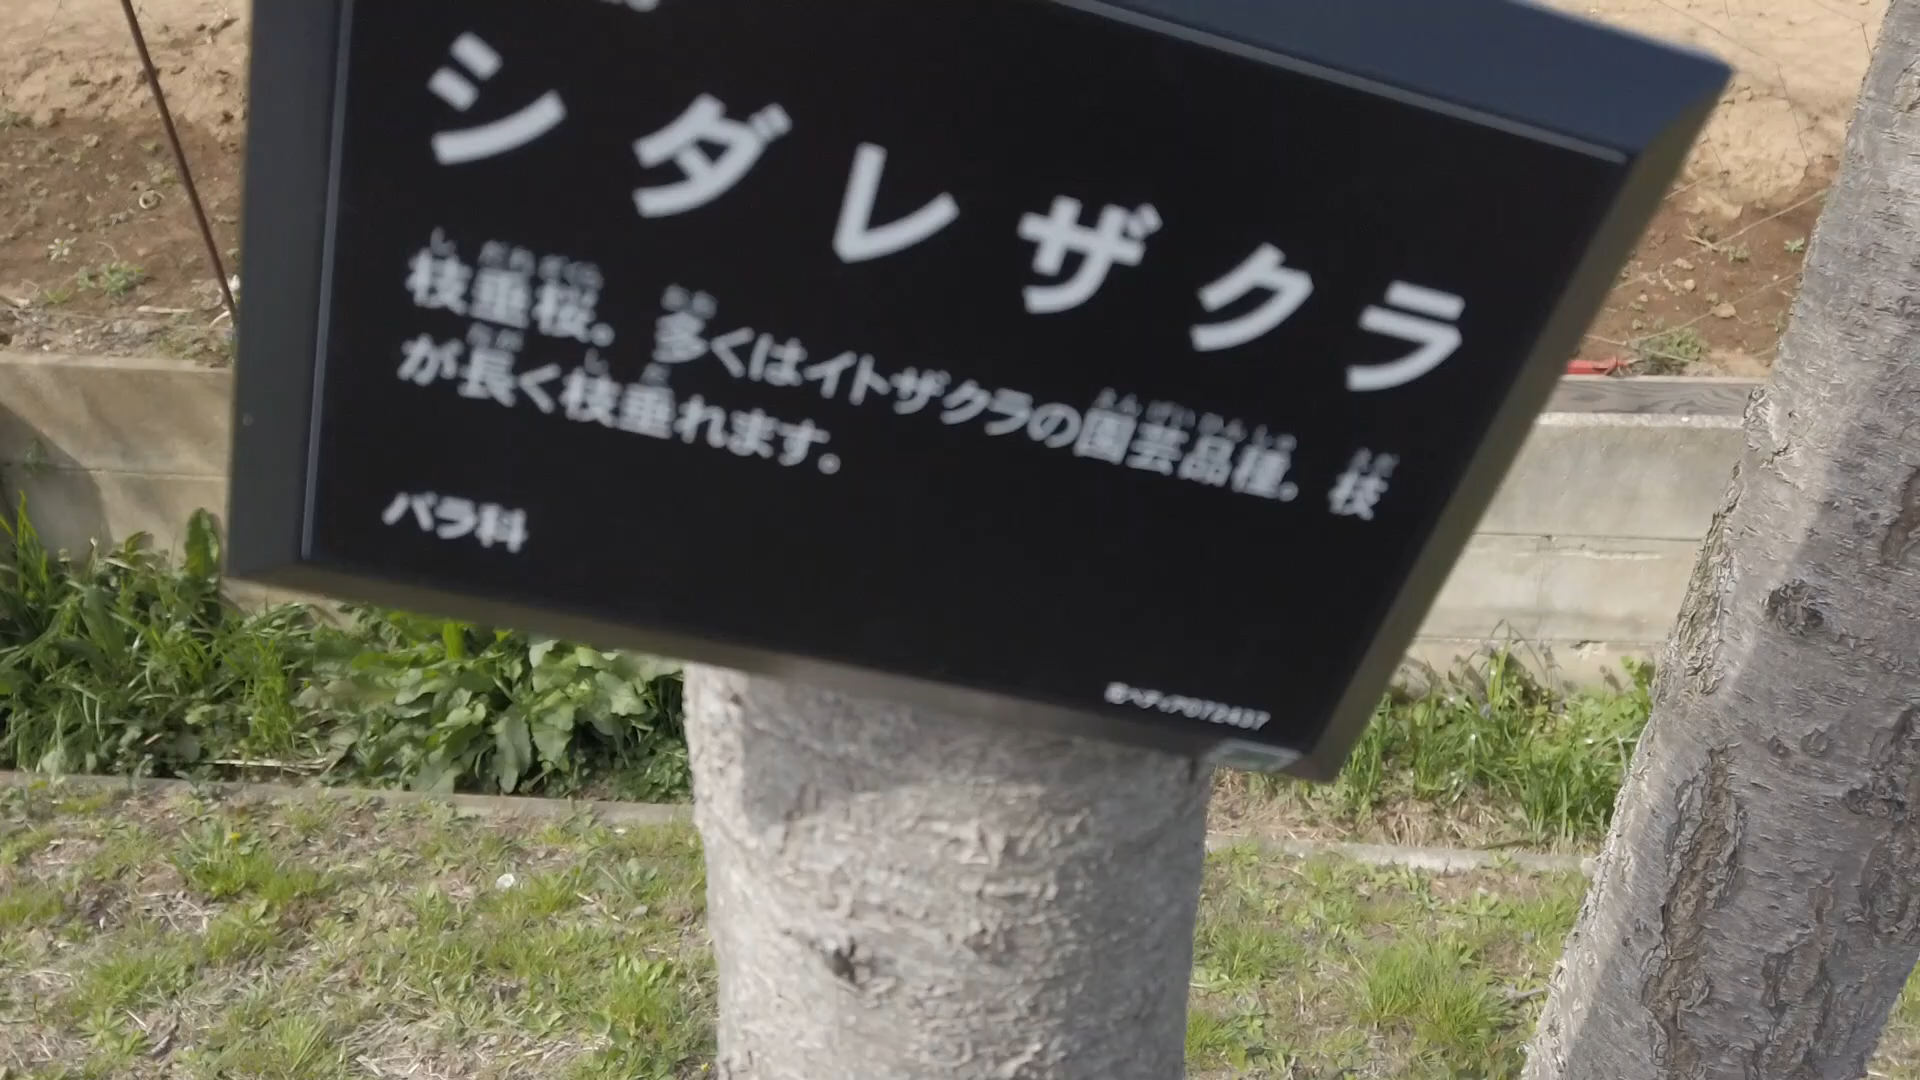 シダレザクラ
枝垂桜。多くはイトザクラの園芸品種。枝
が長く枝垂れます。
バラ科